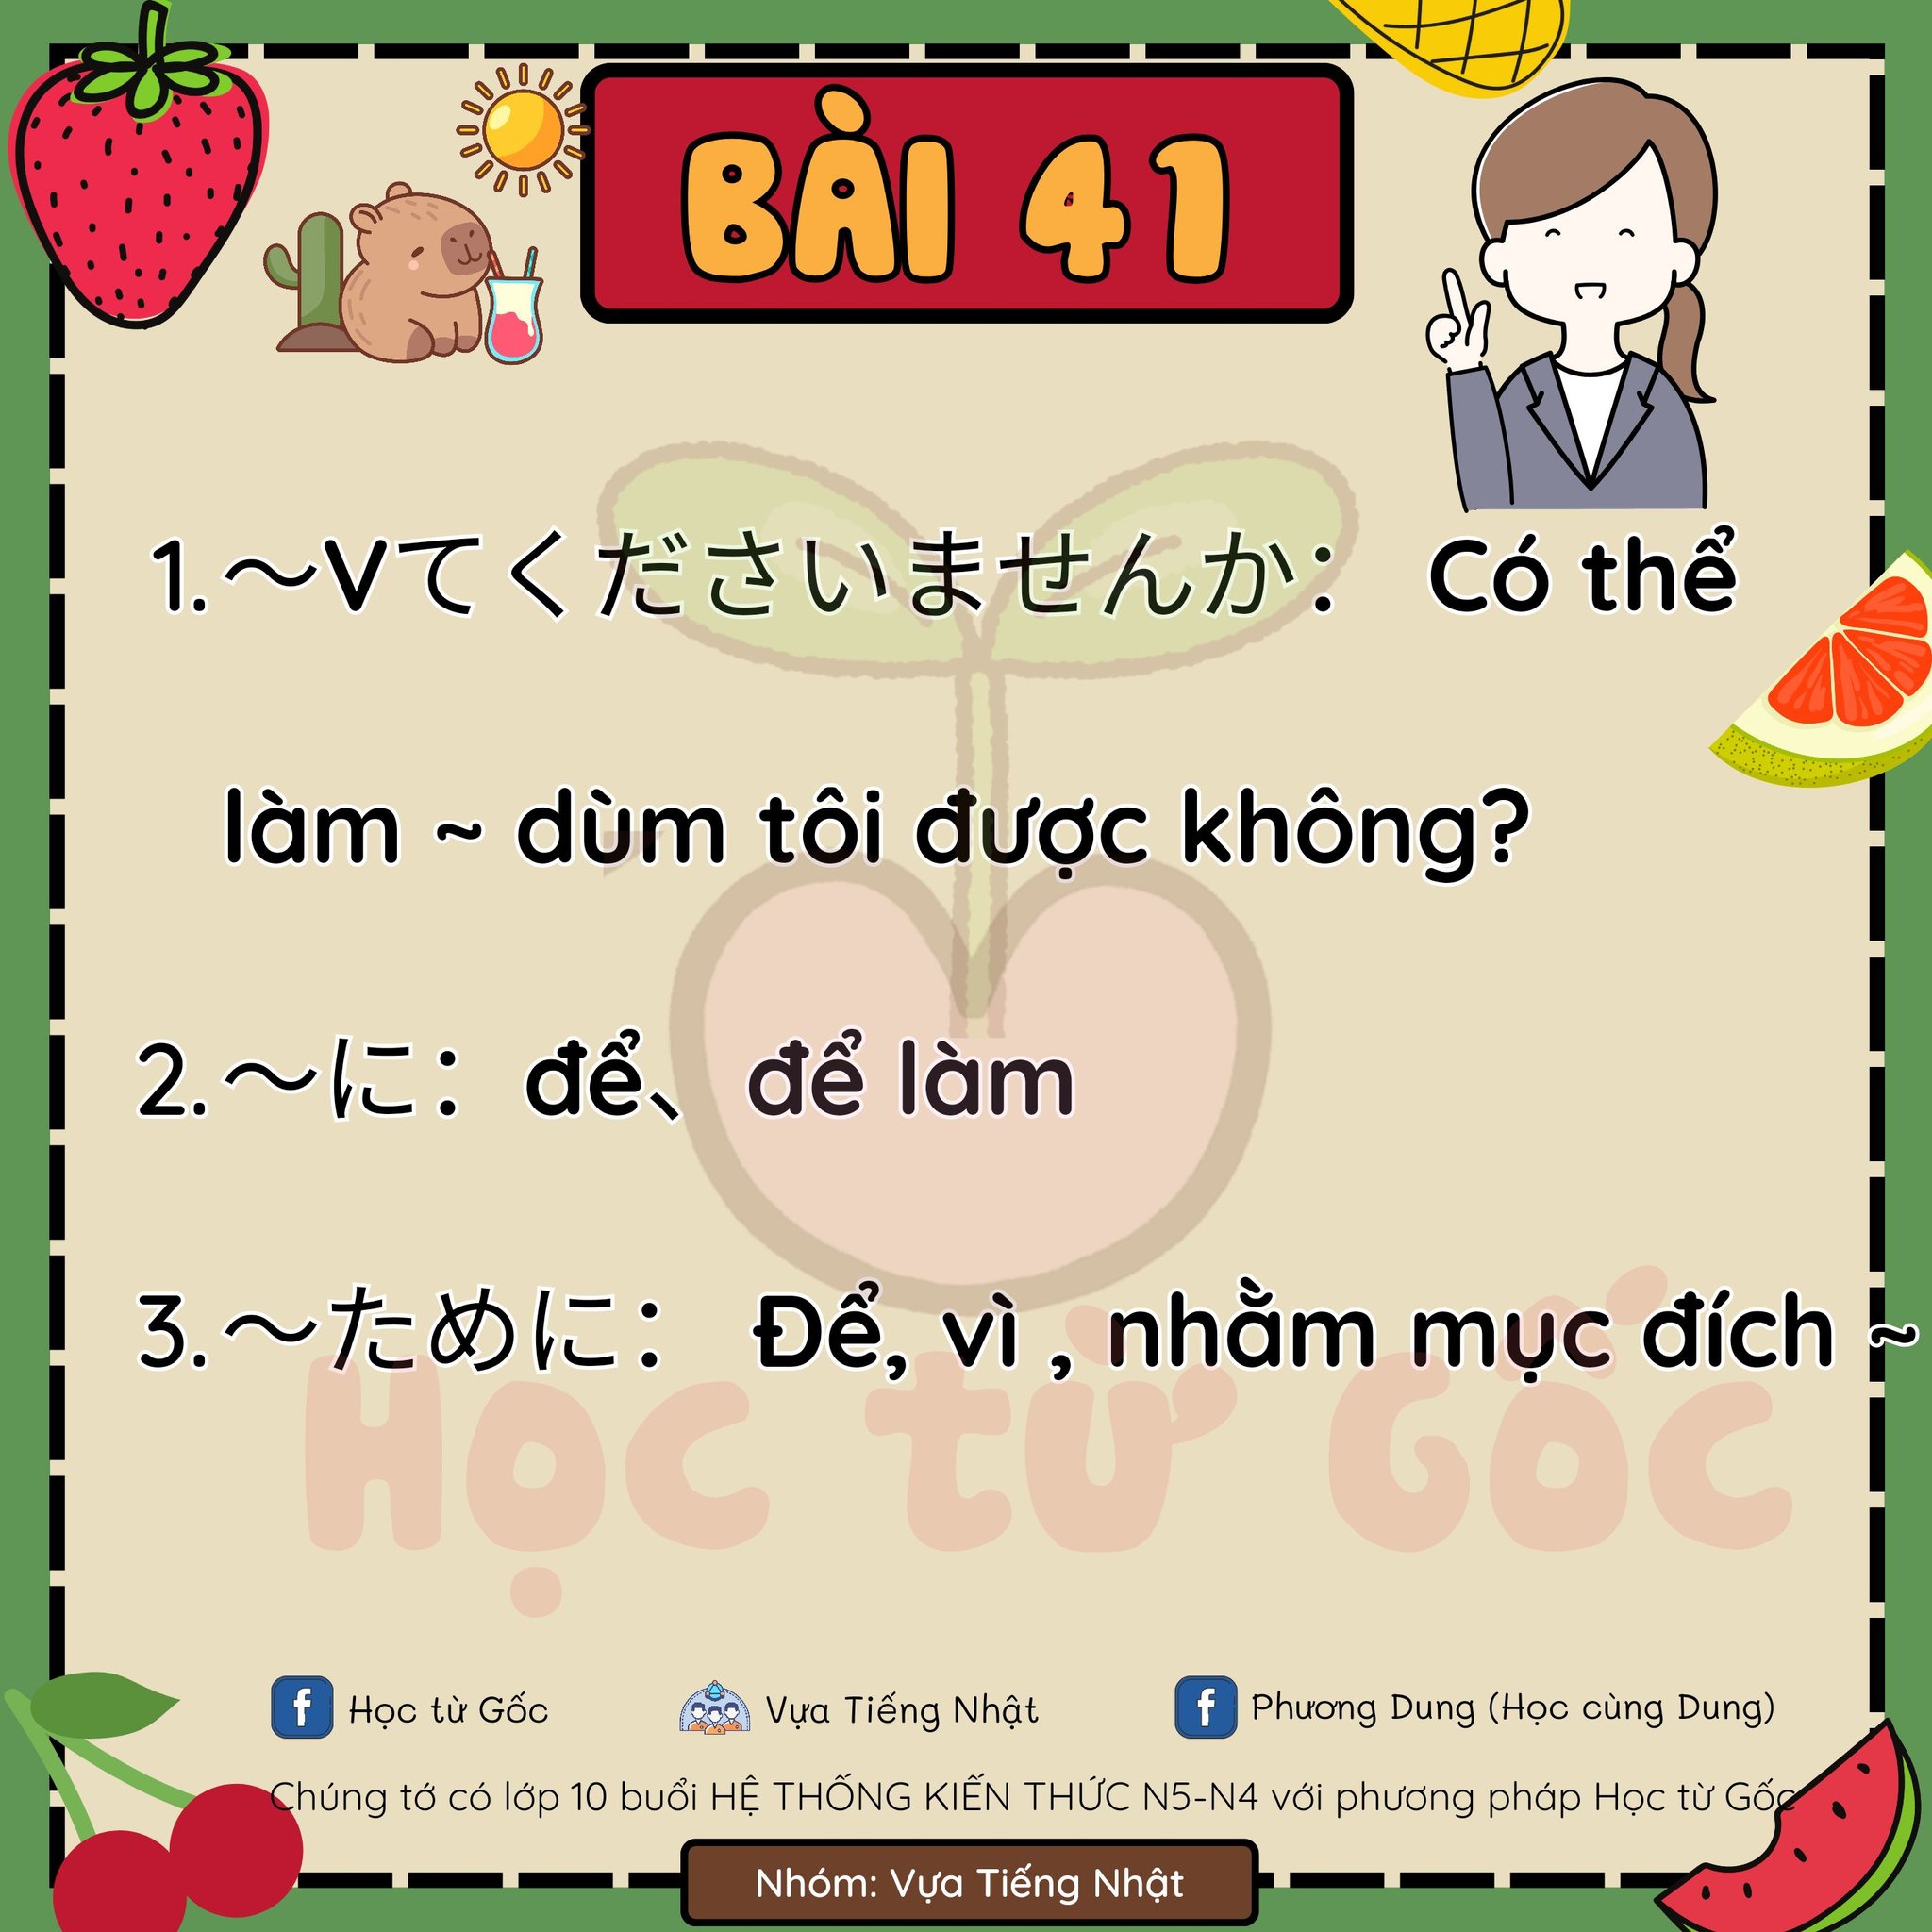 BÀI 41
1.～Vてくださいませんか： Có thể
làm ~ dùm tôi được không?
2.～に： để、 để làm
3.～ために： Để, vì , nhằm mục đích ~
Học từ Gốc
Học từ Gốc
Vựa Tiếng Nhật
Phương Dung (Học cùng Dung)
Chúng tớ có lớp 10 buổi HỆ THỐNG KIẾN THỨC N5-N4 với phương pháp Học từ Gốc
Nhóm: Vựa Tiếng Nhật